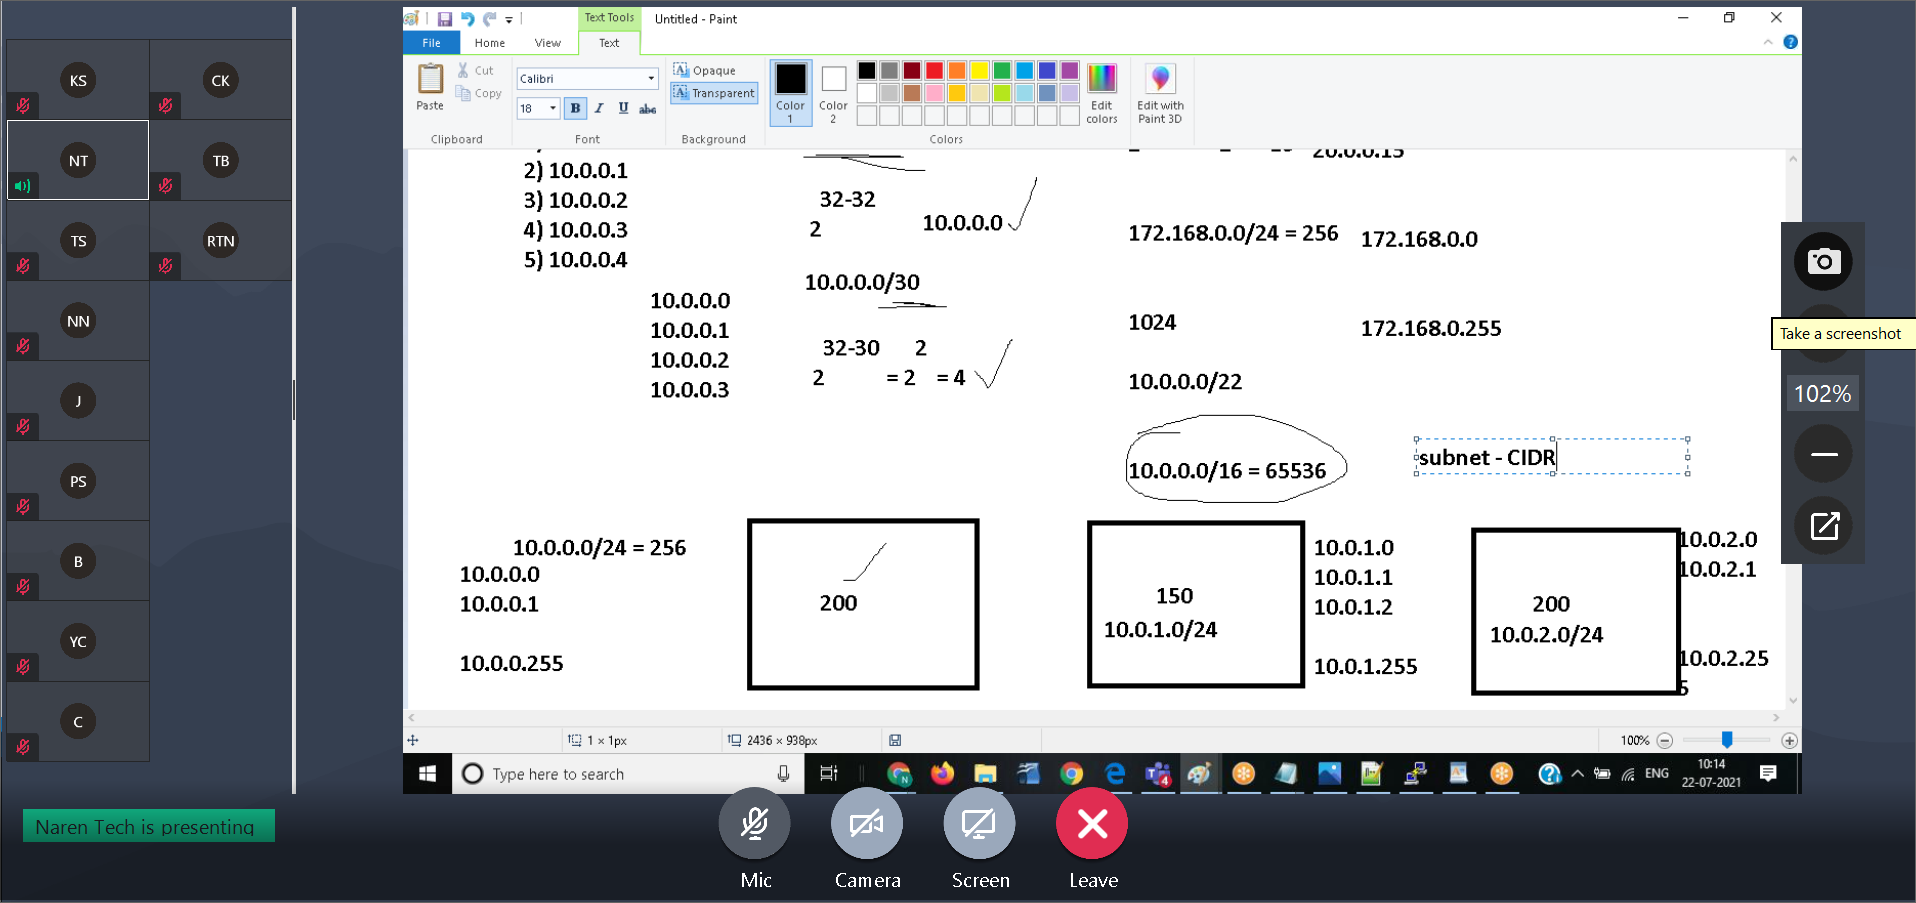 KS
CK
NT
TB
TS
RTN
NN
J
PS
B
YC
C
Naren Tech is presenting
Text Tools
Untitled - Paint
File
Home
View
Text
Paste
Cut
Copy
Clipboard
Calibri
18
B I U abc
Font
Opaque
Transparent
Background
Color 1
Color 2
Edit colors
Edit with Paint 3D
Colors
2) 10.0.0.1
3) 10.0.0.2
4) 10.0.0.3
5) 10.0.0.4
10.0.0.0
10.0.0.1
10.0.0.2
10.0.0.3
32-32
2
10.0.0.0
10.0.0.0/30
32-30 2
2 = 2 = 4
20.0.0.15
172.168.0.0/24 = 256
172.168.0.0
1024
172.168.0.255
10.0.0.0/22
10.0.0.0/16 = 65536
subnet - CIDR
10.0.0.0/24 = 256
10.0.0.0
10.0.0.1
10.0.0.255
200
150
10.0.1.0/24
10.0.1.0
10.0.1.1
10.0.1.2
10.0.1.255
200
10.0.2.0/24
10.0.2.0
10.0.2.1
10.0.2.25
5
1 × 1px
2436 × 938px
100%
Type here to search
4
ENG
10:14
22-07-2021
Take a screenshot
102%
Mic
Camera
Screen
Leave